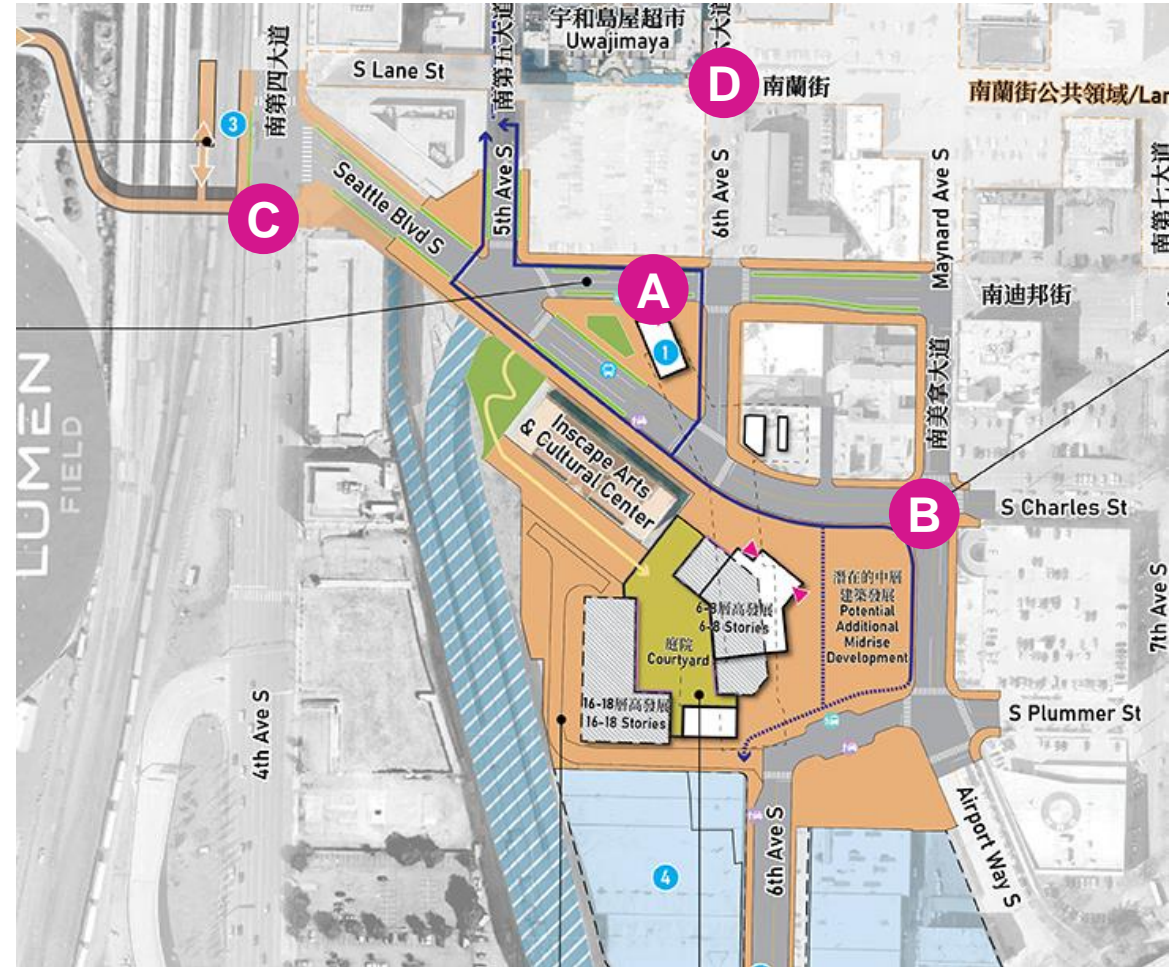 宇和島屋超市
Uwajimaya
南第四大道
南第五大道
六大道
S Lane St
D
南蘭街
南蘭街公共領域/Lan
3
C
Seattle Blvd S
5th Ave S
6th Ave S
Maynard Ave S
南第七大道
A
南迪邦街
1
南美拿大道
LUMEN
FIELD
Inscape Arts
& Cultural Center
B
S Charles St
潛在的中層
建築發展
Potential
Additional
Midrise
Development
6-8層高發展
6-8 Stories
庭院
Courtyard
16-18層高發展
16-18 Stories
7th Ave S
4th Ave S
S Plummer St
Airport Way S
6th Ave S
4